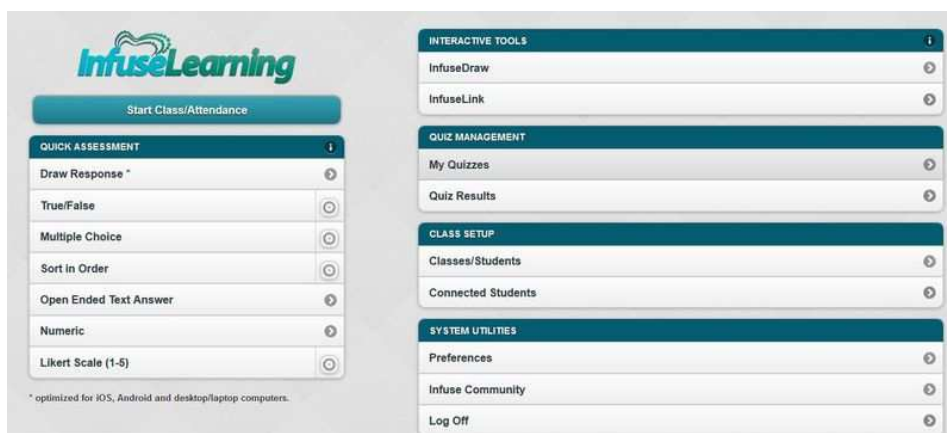 InfuseLearning
Start Class/Attendance
QUICK ASSESSMENT
Draw Response *
True/False
Multiple Choice
Sort in Order
Open Ended Text Answer
Numeric
Likert Scale (1-5)
* optimized for iOS, Android and desktop/laptop computers.
INTERACTIVE TOOLS
InfuseDraw
InfuseLink
QUIZ MANAGEMENT
My Quizzes
Quiz Results
CLASS SETUP
Classes/Students
Connected Students
SYSTEM UTILITIES
Preferences
Infuse Community
Log Off